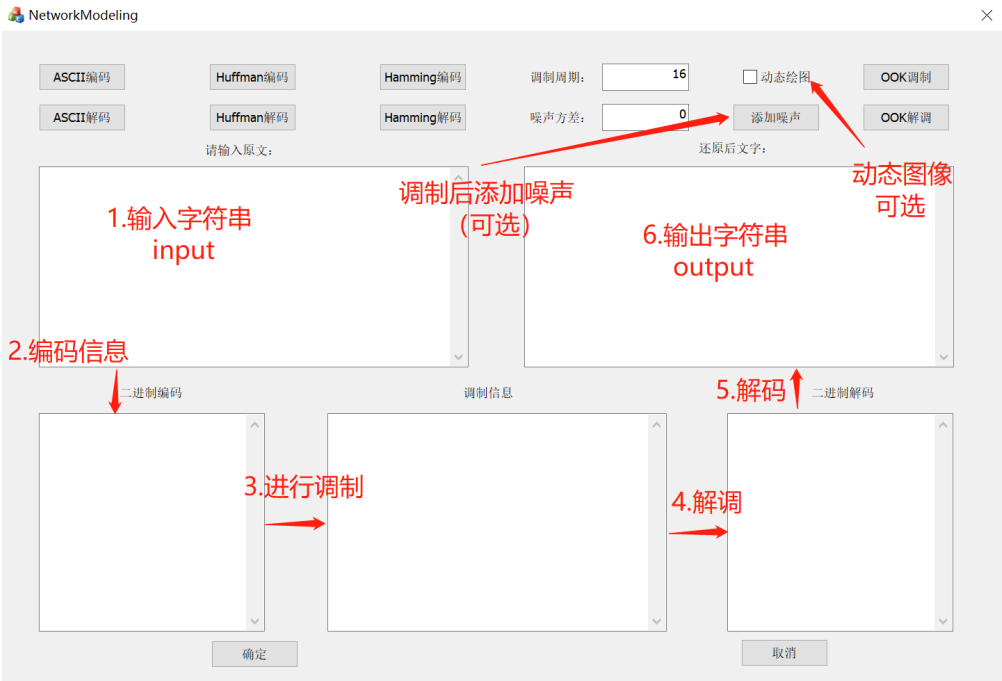 NetworkModeling
ASCII编码
Huffman编码
Hamming编码
调制周期：
16
动态绘图
OOK调制
ASCII解码
Huffman解码
Hamming解码
噪声方差：
0
添加噪声
OOK解调
请输入原文：
还原后文字：
调制后添加噪声
（可选）
动态图像
可选
1.输入字符串
input
6.输出字符串
output
2.编码信息
二进制编码
调制信息
5.解码
二进制解码
3.进行调制
4.解调
确定
取消